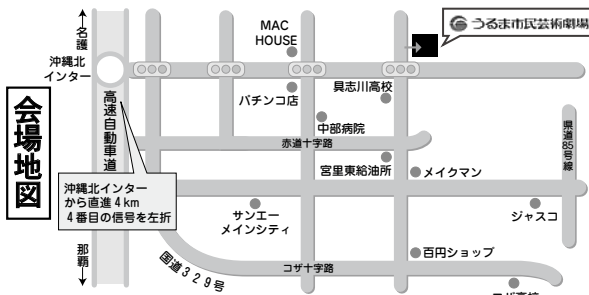 会場地図
名護
沖縄北
インター
高速自動車道
那覇
沖縄北インター
から直進4km
4番目の信号を左折
MAC
HOUSE
パチンコ店
中部病院
具志川高校
うるま市民芸術劇場
赤道十字路
宮里東給油所
メイクマン
県道85号線
サンエー
メインシティ
ジャスコ
国道329号
百円ショップ
コザ十字路